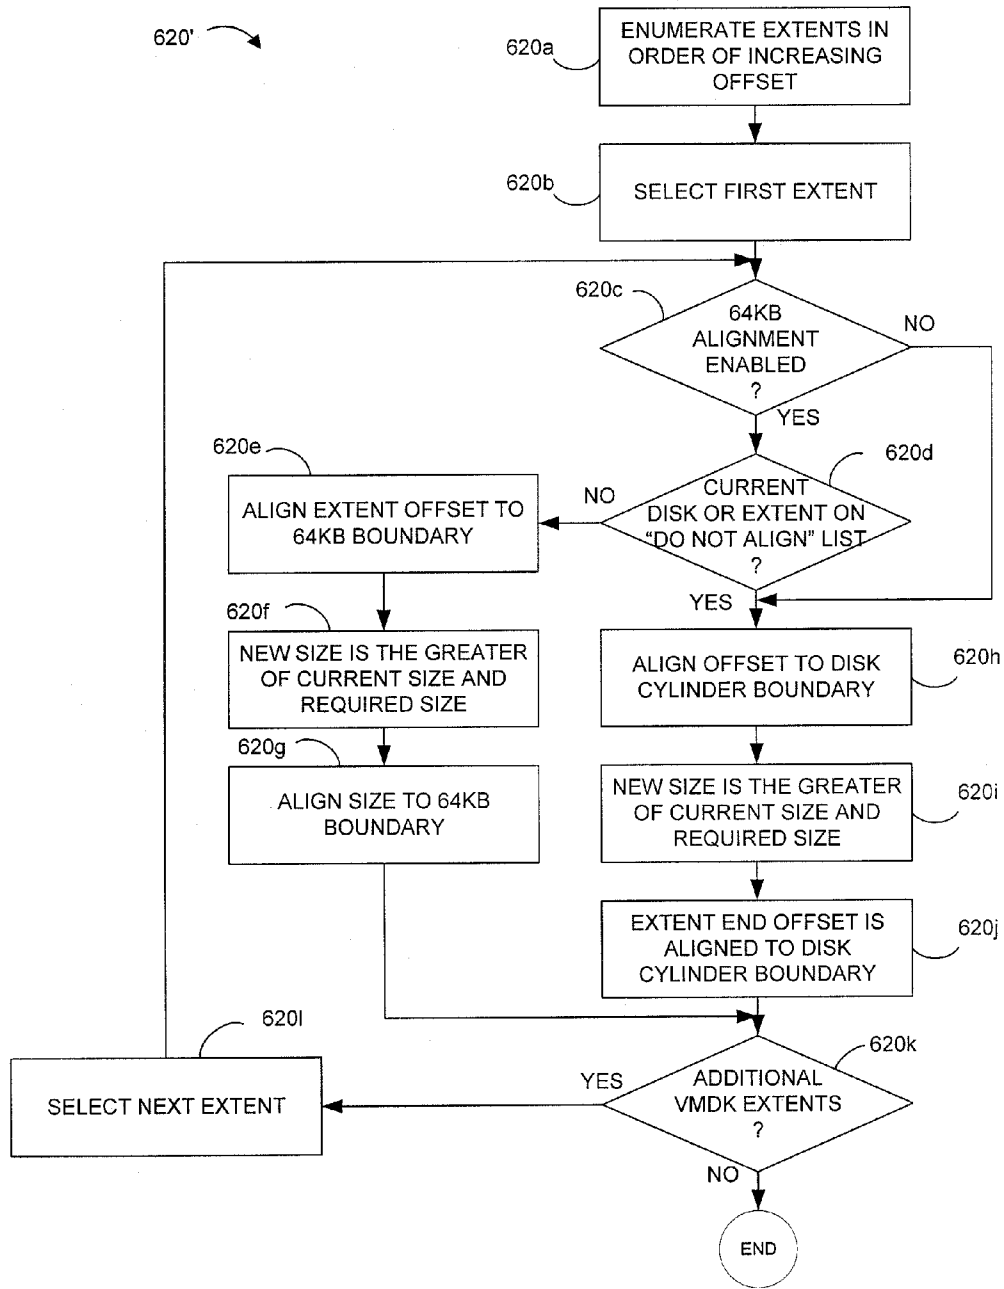 620'
620a
ENUMERATE EXTENTS IN
ORDER OF INCREASING
OFFSET
620b
SELECT FIRST EXTENT
620c
64KB
ALIGNMENT
ENABLED
?
NO
YES
620d
CURRENT
DISK OR EXTENT ON
“DO NOT ALIGN” LIST
?
NO
YES
620e
ALIGN EXTENT OFFSET TO
64KB BOUNDARY
620f
NEW SIZE IS THE GREATER
OF CURRENT SIZE AND
REQUIRED SIZE
620g
ALIGN SIZE TO 64KB
BOUNDARY
620h
ALIGN OFFSET TO DISK
CYLINDER BOUNDARY
620i
NEW SIZE IS THE GREATER
OF CURRENT SIZE AND
REQUIRED SIZE
620j
EXTENT END OFFSET IS
ALIGNED TO DISK
CYLINDER BOUNDARY
620k
ADDITIONAL
VMDK EXTENTS
?
YES
NO
620l
SELECT NEXT EXTENT
END